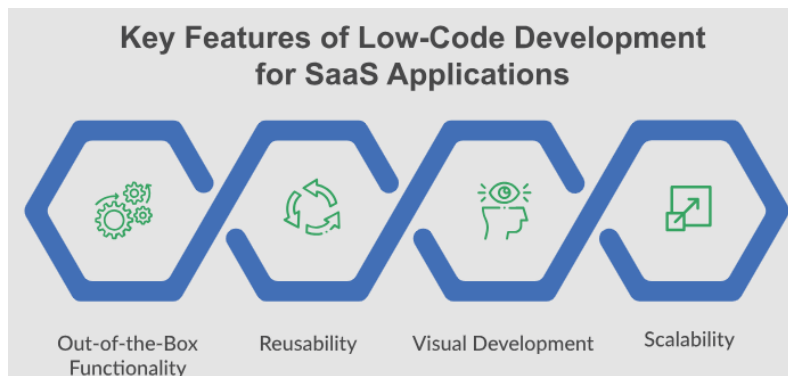 Key Features of Low-Code Development
for SaaS Applications
Out-of-the-Box
Functionality
Reusability
Visual Development
Scalability